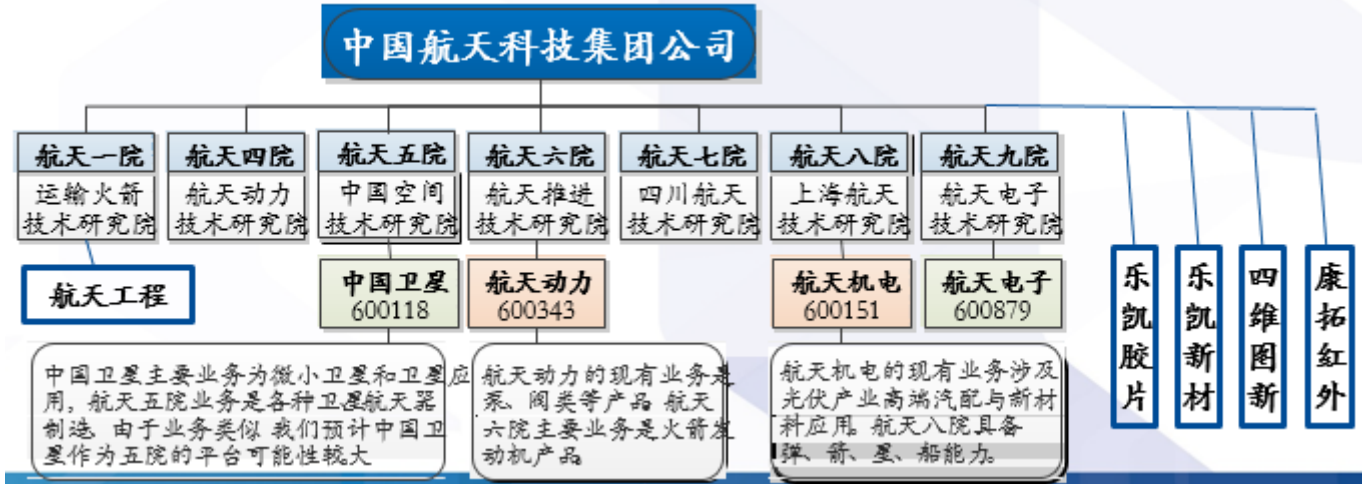 中国航天科技集团公司
航天一院
运输火箭
技术研究院
航天工程
航天四院
航天动力
技术研究院
航天五院
中国空间
技术研究院
中国卫星
600118
航天六院
航天推进
技术研究院
航天动力
600343
航天七院
四川航天
技术研究院
航天八院
上海航天
技术研究院
航天机电
600151
航天九院
航天电子
技术研究院
航天电子
600879
乐凯胶片
乐凯新材
四维图新
康拓红外
中国卫星主要业务为微小卫星和卫星应
用, 航天五院业务是各种卫星航天器
制造 由于业务类似 我们预计中国卫
星作为五院的平台可能性较大
航天动力的现有业务是
泵、阀类等产品 航天
六院主要业务是火箭发
动机产品
航天机电的现有业务涉及
光伏产业高端汽配与新材
料应用。航天八院具备
弹、箭、星、船能力。